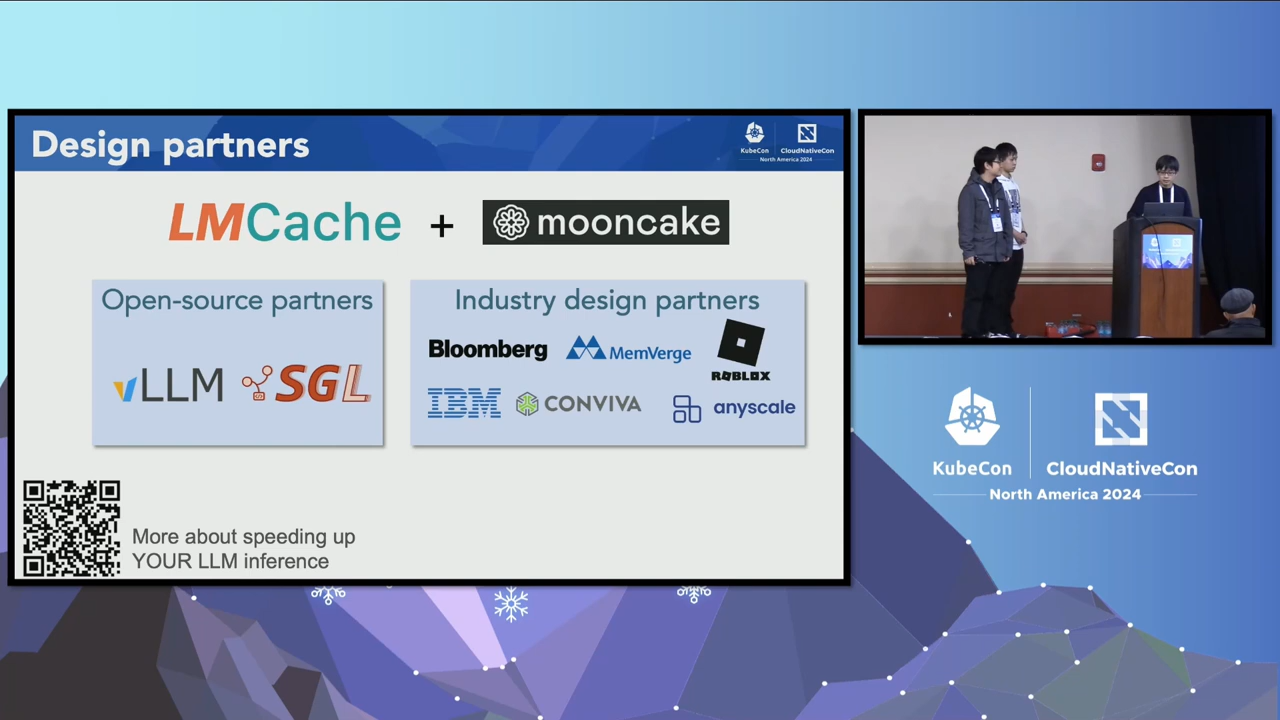 Design partners
KubeCon
CloudNativeCon
North America 2024
LMCache + mooncake
Open-source partners
vLLM SGL
Industry design partners
Bloomberg MemVerge ROBLOX
IBM CONVIVA anyscale
More about speeding up
YOUR LLM inference
KubeCon
CloudNativeCon
North America 2024